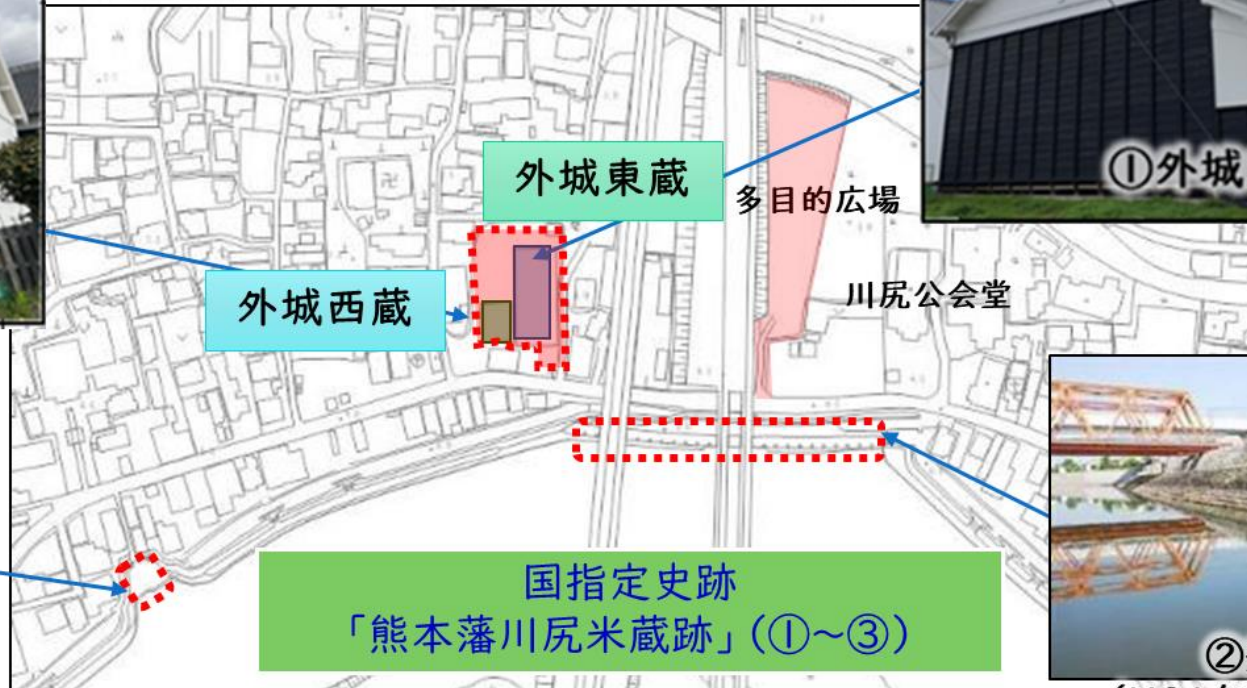 ①外城
外城東蔵
多目的広場
外城西蔵
川尻公会堂
国指定史跡
「熊本藩川尻米蔵跡」(①～③)
②